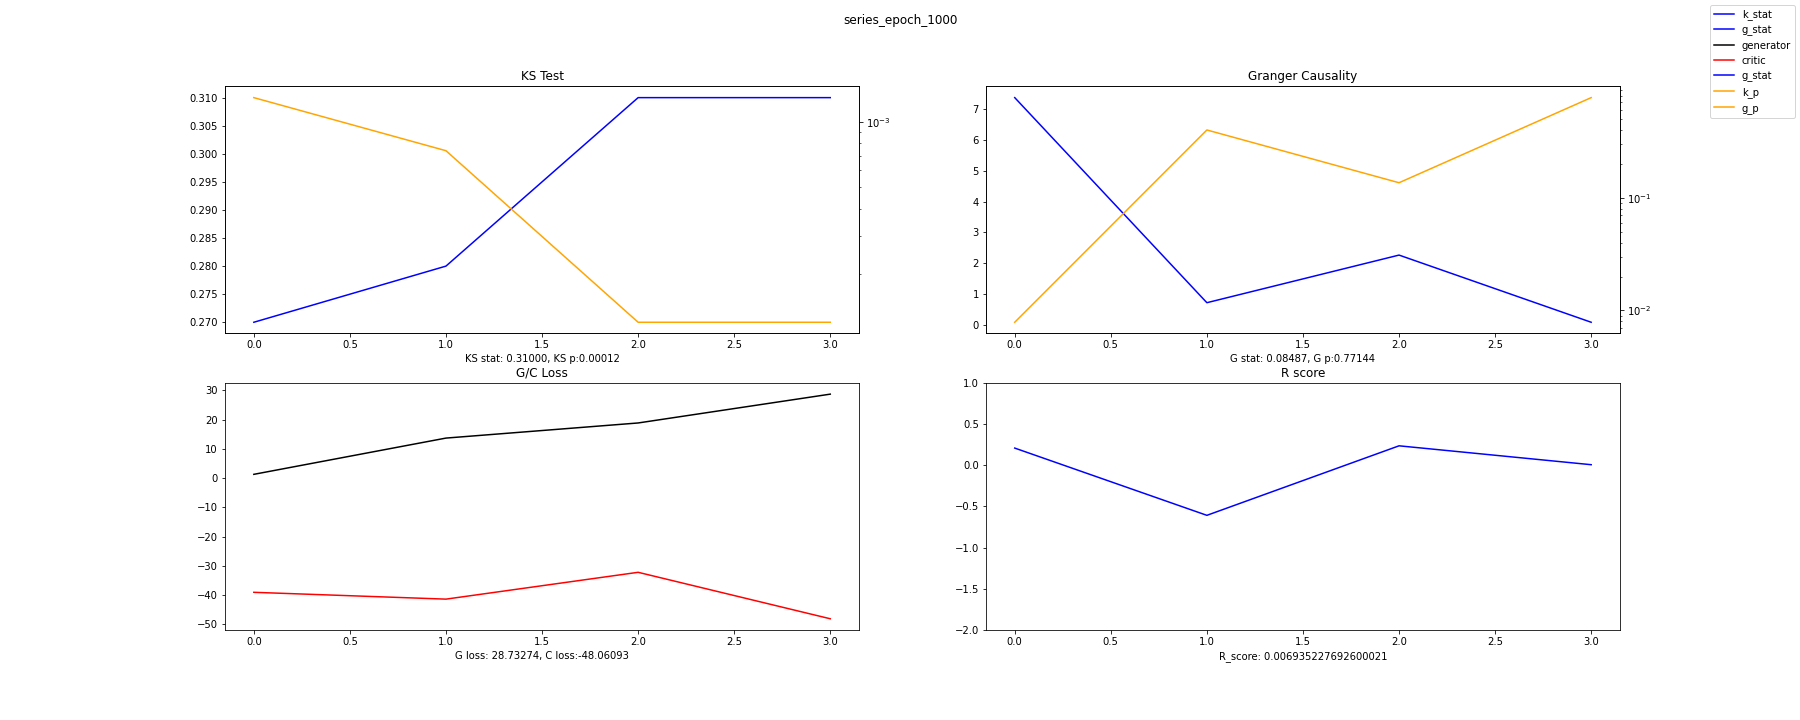 series_epoch_1000
k_stat
g_stat
generator
critic
g_stat
k_p
g_p
KS Test
0.310
0.305
0.300
0.295
0.290
0.285
0.280
0.275
0.270
10⁻³
0.0 0.5 1.0 1.5 2.0 2.5 3.0
KS stat: 0.31000, KS p:0.00012
Granger Causality
7
6
5
4
3
2
1
0
10⁻¹
10⁻²
0.0 0.5 1.0 1.5 2.0 2.5 3.0
G stat: 0.08487, G p:0.77144
G/C Loss
30
20
10
0
−10
−20
−30
−40
−50
0.0 0.5 1.0 1.5 2.0 2.5 3.0
G loss: 28.73274, C loss:-48.06093
R score
1.0
0.5
0.0
−0.5
−1.0
−1.5
−2.0
0.0 0.5 1.0 1.5 2.0 2.5 3.0
R_score: 0.006935227692600021